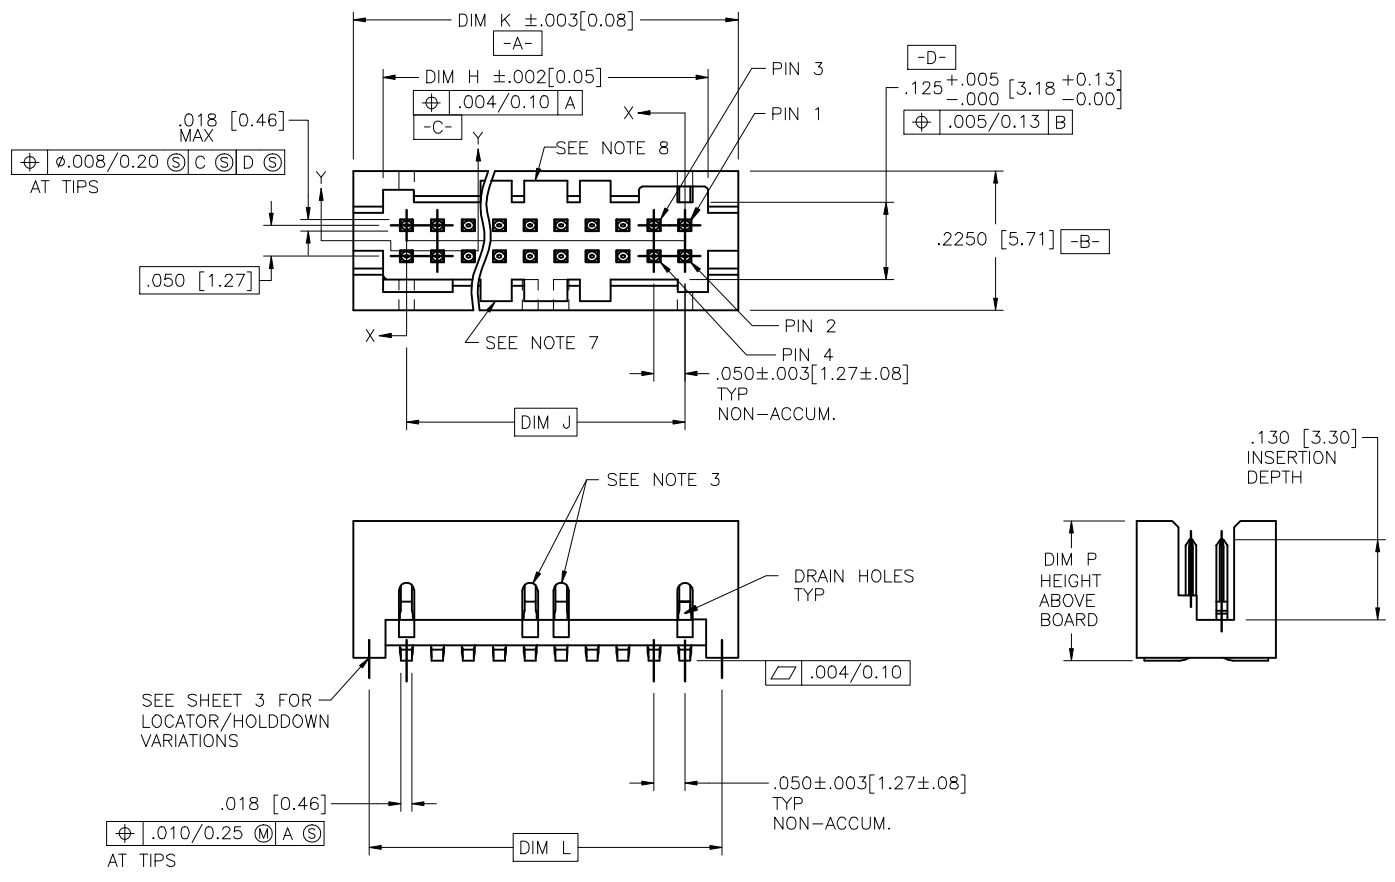 DIM K ±.003[0.08]
-A-
DIM H ±.002[0.05]
⌖ .004/0.10 A
-C-
X
Y
PIN 3
PIN 1
-D-
.125 +.005 -.000 [3.18 +0.13 -0.00]
⌖ .005/0.13 B
.018 [0.46]
MAX
⌖ ø.008/0.20 Ⓢ C Ⓢ D Ⓢ
AT TIPS
Y
SEE NOTE 8
.2250 [5.71] -B-
.050 [1.27]
X
SEE NOTE 7
PIN 2
PIN 4
.050±.003[1.27±.08]
TYP
NON-ACCUM.
DIM J
SEE NOTE 3
DRAIN HOLES
TYP
.130 [3.30]
INSERTION
DEPTH
DIM P
HEIGHT
ABOVE
BOARD
⏥ .004/0.10
SEE SHEET 3 FOR
LOCATOR/HOLDDOWN
VARIATIONS
.018 [0.46]
⌖ .010/0.25 Ⓜ A Ⓢ
AT TIPS
.050±.003[1.27±.08]
TYP
NON-ACCUM.
DIM L